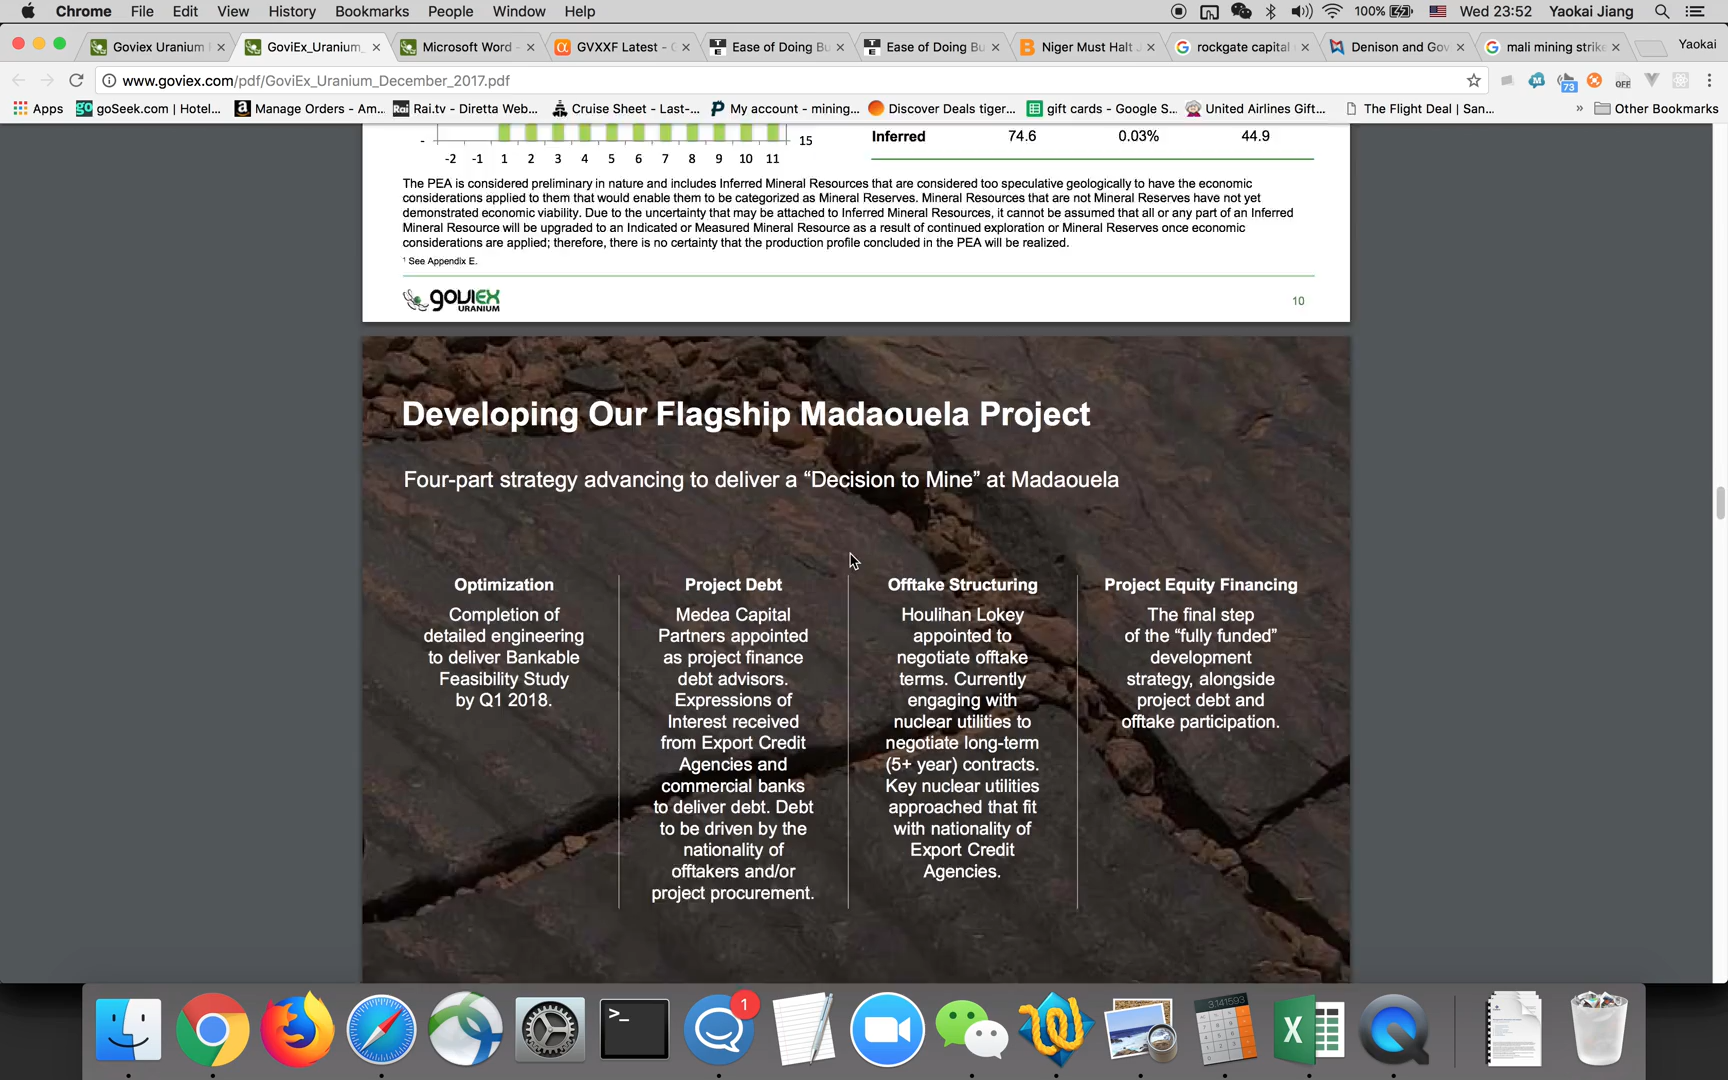 Chrome File Edit View History Bookmarks People Window Help
100% Wed 23:52 Yaokai Jiang
Goviex Uranium
GoviEx_Uranium_
Microsoft Word -
GVXXF Latest -
Ease of Doing Bu
Ease of Doing Bu
Niger Must Halt
rockgate capital
Denison and Gov
mali mining strike
Yaokai
www.goviex.com/pdf/GoviEx_Uranium_December_2017.pdf
73
OFF
Apps
goSeek.com | Hotel...
Manage Orders - Am...
Rai.tv - Diretta Web...
Cruise Sheet - Last-...
My account - mining...
Discover Deals tiger...
gift cards - Google S...
United Airlines Gift...
The Flight Deal | San...
» Other Bookmarks
- 15
-2 -1 1 2 3 4 5 6 7 8 9 10 11
Inferred 74.6 0.03% 44.9
The PEA is considered preliminary in nature and includes Inferred Mineral Resources that are considered too speculative geologically to have the economic
considerations applied to them that would enable them to be categorized as Mineral Reserves. Mineral Resources that are not Mineral Reserves have not yet
demonstrated economic viability. Due to the uncertainty that may be attached to Inferred Mineral Resources, it cannot be assumed that all or any part of an Inferred
Mineral Resource will be upgraded to an Indicated or Measured Mineral Resource as a result of continued exploration or Mineral Reserves once economic
considerations are applied; therefore, there is no certainty that the production profile concluded in the PEA will be realized.
1 See Appendix E.
goviEX
URANIUM
10
Developing Our Flagship Madaouela Project
Four-part strategy advancing to deliver a “Decision to Mine” at Madaouela
Optimization
Completion of
detailed engineering
to deliver Bankable
Feasibility Study
by Q1 2018.
Project Debt
Medea Capital
Partners appointed
as project finance
debt advisors.
Expressions of
Interest received
from Export Credit
Agencies and
commercial banks
to deliver debt. Debt
to be driven by the
nationality of
offtakers and/or
project procurement.
Offtake Structuring
Houlihan Lokey
appointed to
negotiate offtake
terms. Currently
engaging with
nuclear utilities to
negotiate long-term
(5+ year) contracts.
Key nuclear utilities
approached that fit
with nationality of
Export Credit
Agencies.
Project Equity Financing
The final step
of the “fully funded”
development
strategy, alongside
project debt and
offtake participation.
>_
1
3.141593